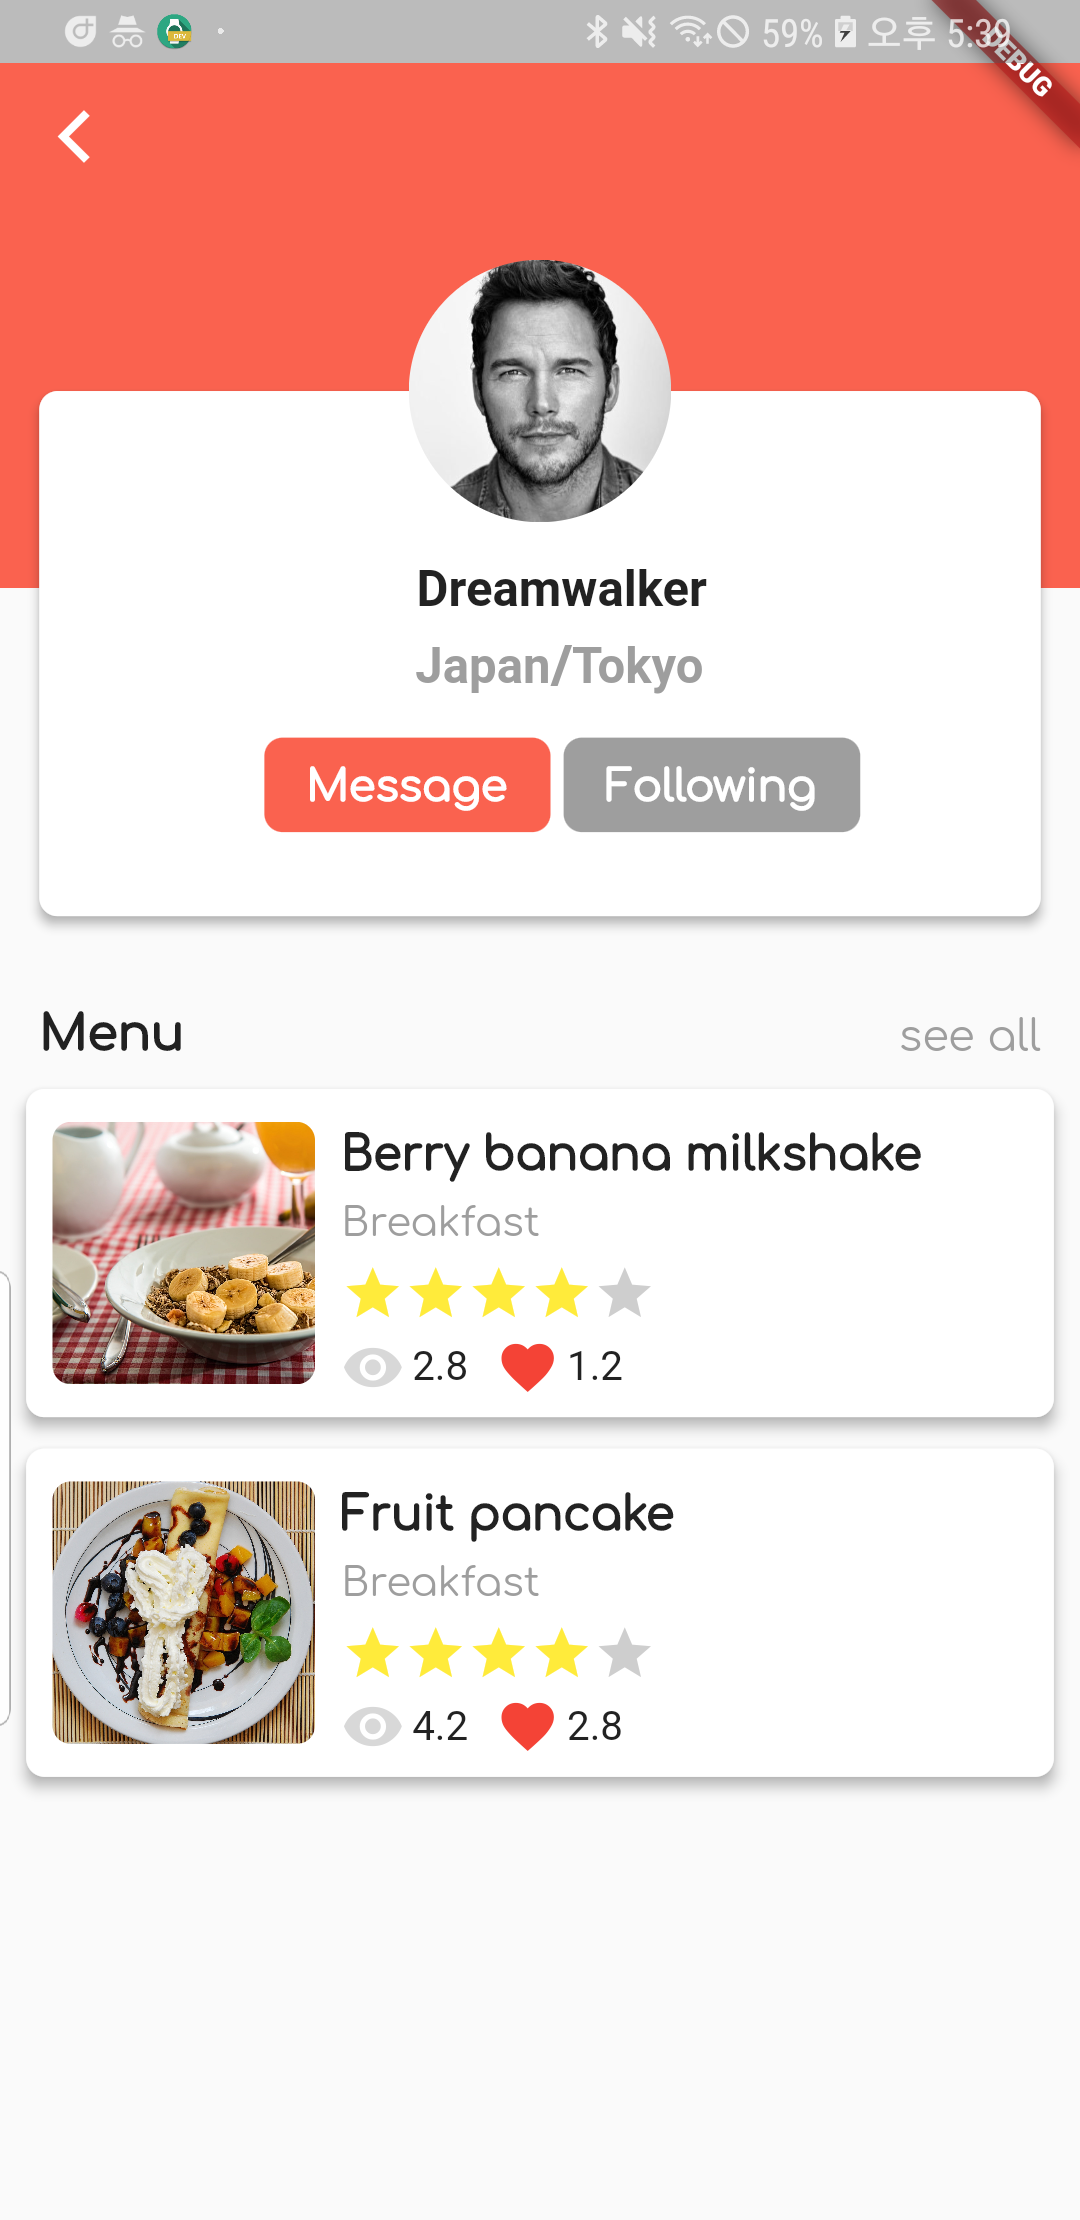 59% 오후 5:39
DEBUG
Dreamwalker
Japan/Tokyo
Message Following
Menu see all
Berry banana milkshake
Breakfast
2.8 1.2
Fruit pancake
Breakfast
4.2 2.8